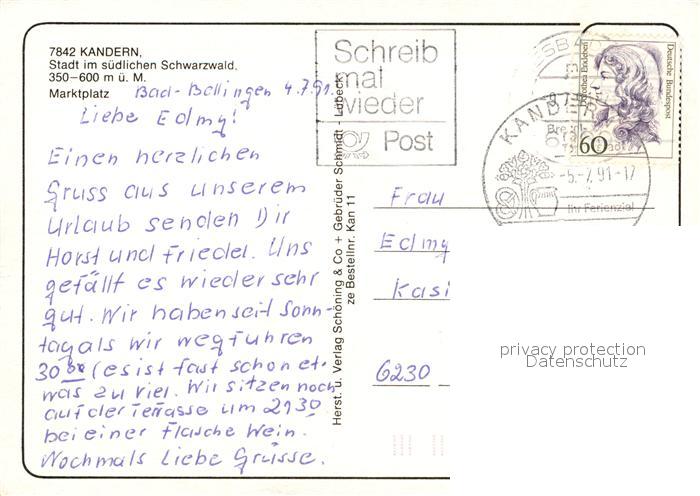 7842 KANDERN,
Stadt im südlichen Schwarzwald,
350–600 m ü. M.
Marktplatz
Bad-Bellingen 4.7.91.
Liebe Edmy!
Einen herzlichen
Gruss aus unserem
Urlaub senden Dir
Horst und Friedel. Uns
gefällt es wieder sehr
gut. Wir haben seit Sonn-
tag als wir wegfuhren
30 (es ist fast schon et-
was zu viel. Wir sitzen noch
auf der Terrasse um 2130
bei einer Flasche Wein.
Nochmals Liebe Grüsse.
Herst. u. Verlag Schöning & Co + Gebrüder Schmidt - Lübeck
ze Bestellnr. Kan 11
Schreib
mal
wieder
Post
KANDER
-5.-7.91-17
Ihr Ferienziel
Deutsche Bundespost
60
Frau
Edmy
Kasi
6230
privacy protection
Datenschutz